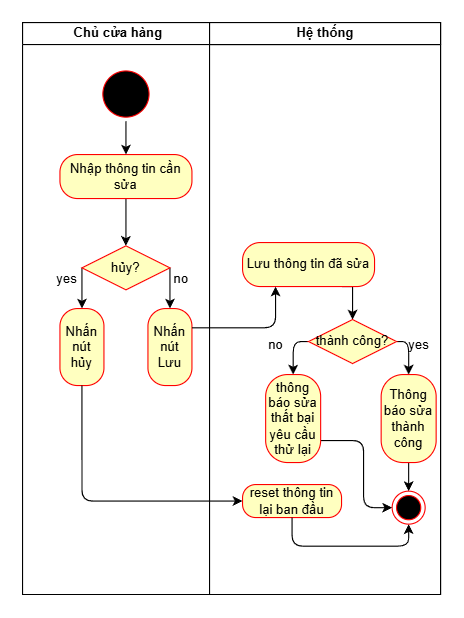 Chủ cửa hàng
Hệ thống
Nhập thông tin cần
sửa
hủy?
yes
no
Nhấn
nút
hủy
Nhấn
nút
Lưu
Lưu thông tin đã sửa
thành công?
no
yes
thông
báo sửa
thất bại
yêu cầu
thử lại
Thông
báo sửa
thành
công
reset thông tin
lại ban đầu